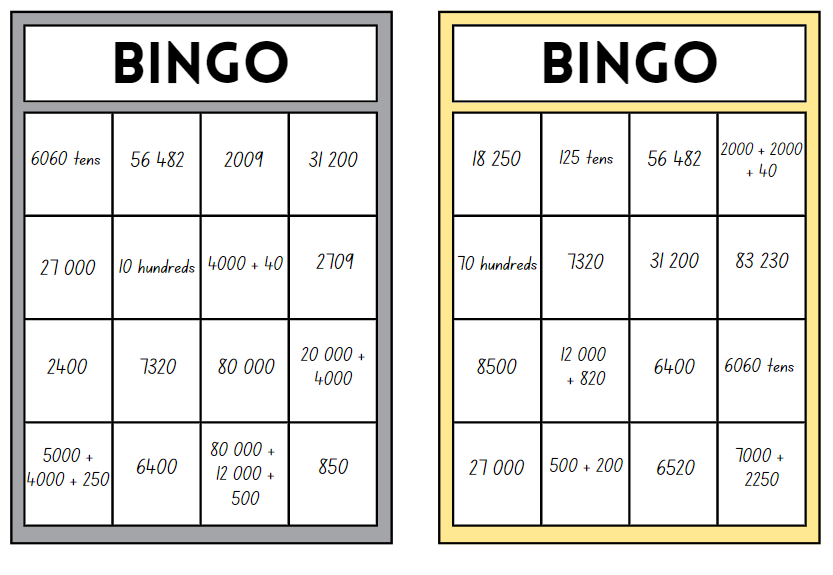 BINGO
6060 tens
56 482
2009
31 200
27 000
10 hundreds
4000 + 40
2709
2400
7320
80 000
20 000 +
4000
5000 +
4000 + 250
6400
80 000 +
12 000 +
500
850
BINGO
18 250
125 tens
56 482
2000 + 2000
+ 40
70 hundreds
7320
31 200
83 230
8500
12 000
+ 820
6400
6060 tens
27 000
500 + 200
6520
7000 +
2250